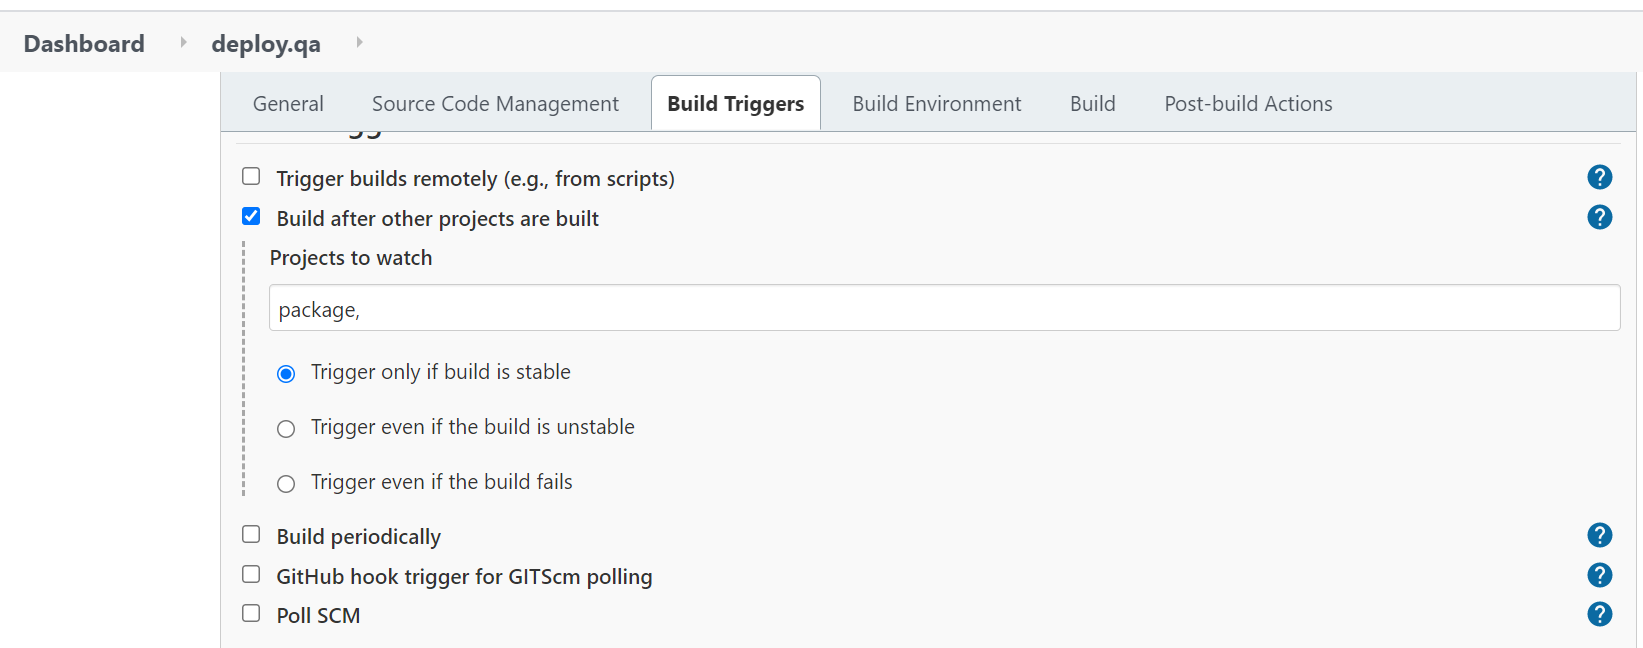 Dashboard deploy.qa
General Source Code Management Build Triggers Build Environment Build Post-build Actions
Trigger builds remotely (e.g., from scripts) ?
Build after other projects are built ?
Projects to watch
package,
Trigger only if build is stable
Trigger even if the build is unstable
Trigger even if the build fails
Build periodically ?
GitHub hook trigger for GITScm polling ?
Poll SCM ?